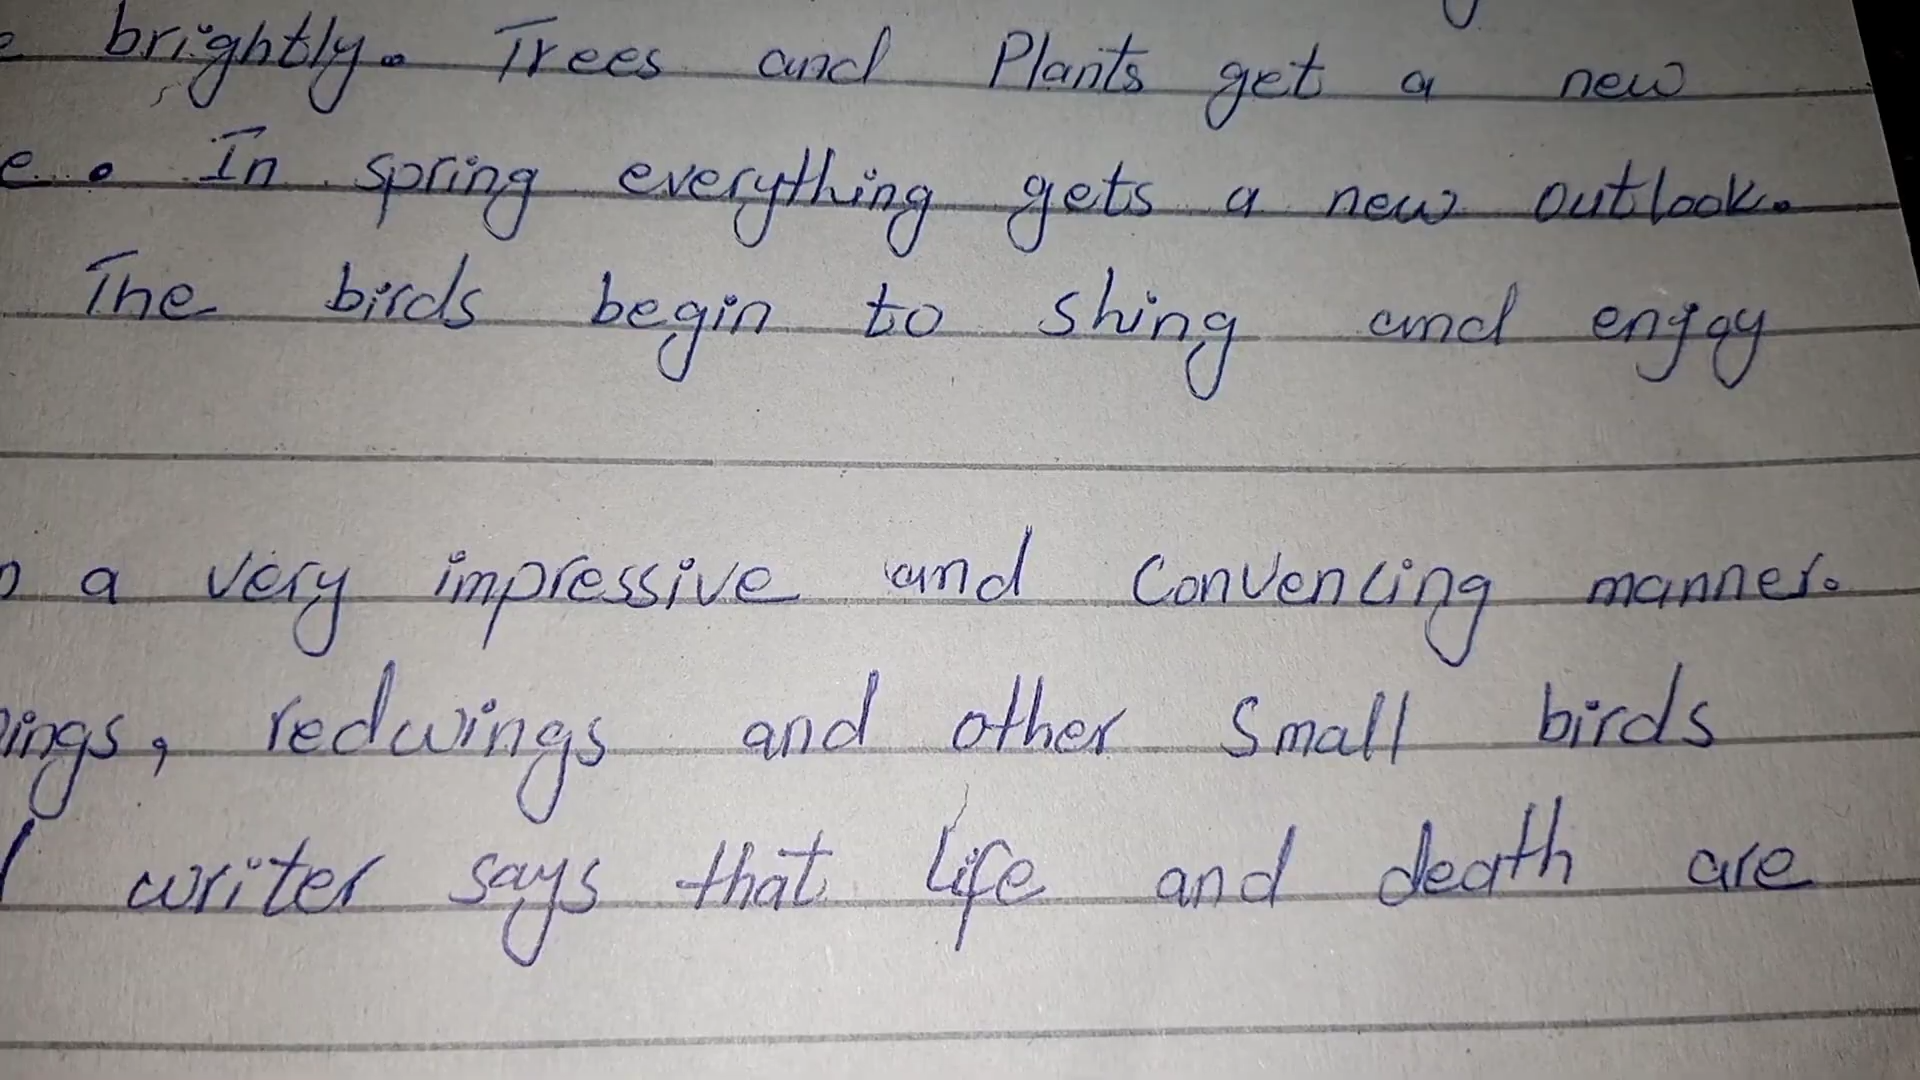 brightly. Trees and Plants get a new
e. In spring everything gets a new outlook.
The birds begin to shing and enjoy
a very impressive and Convencing manner.
ings, redwings and other Small birds
writer says that life and death are